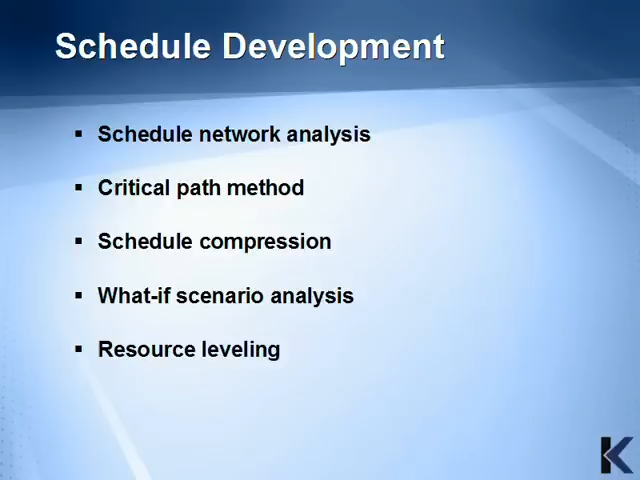 Schedule Development
▪ Schedule network analysis
▪ Critical path method
▪ Schedule compression
▪ What-if scenario analysis
▪ Resource leveling
K